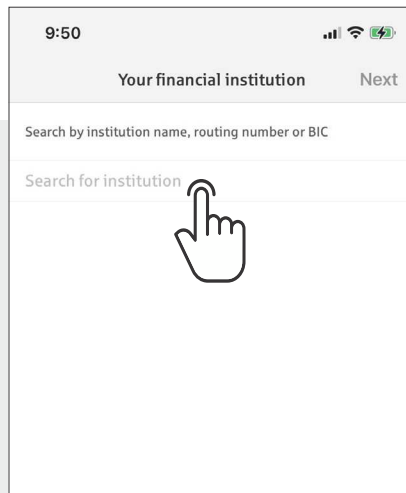 9:50
Your financial institution Next
Search by institution name, routing number or BIC
Search for institution